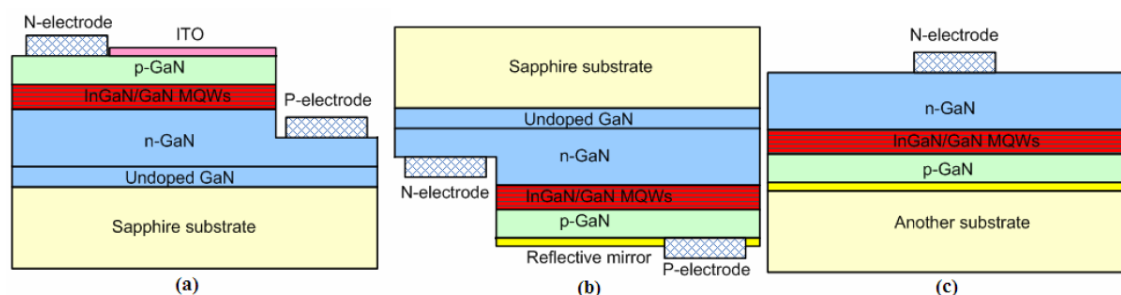 N-electrode
ITO
p-GaN
InGaN/GaN MQWs
P-electrode
n-GaN
Undoped GaN
Sapphire substrate
(a)
Sapphire substrate
Undoped GaN
n-GaN
N-electrode
InGaN/GaN MQWs
p-GaN
Reflective mirror
P-electrode
(b)
N-electrode
n-GaN
InGaN/GaN MQWs
p-GaN
Another substrate
(c)